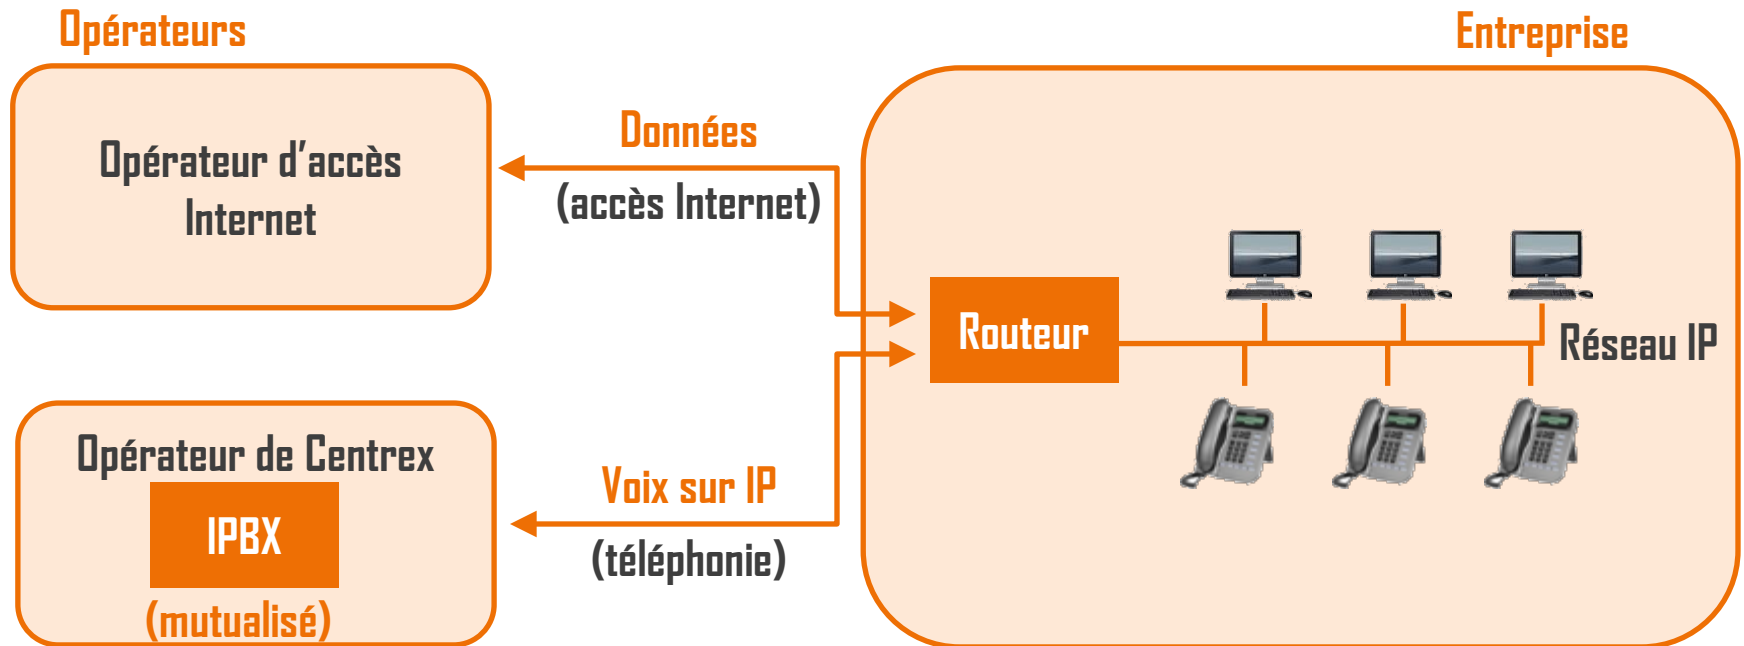 Opérateurs
Entreprise
Opérateur d’accès
Internet
Données
(accès Internet)
Routeur
Réseau IP
Opérateur de Centrex
IPBX
(mutualisé)
Voix sur IP
(téléphonie)